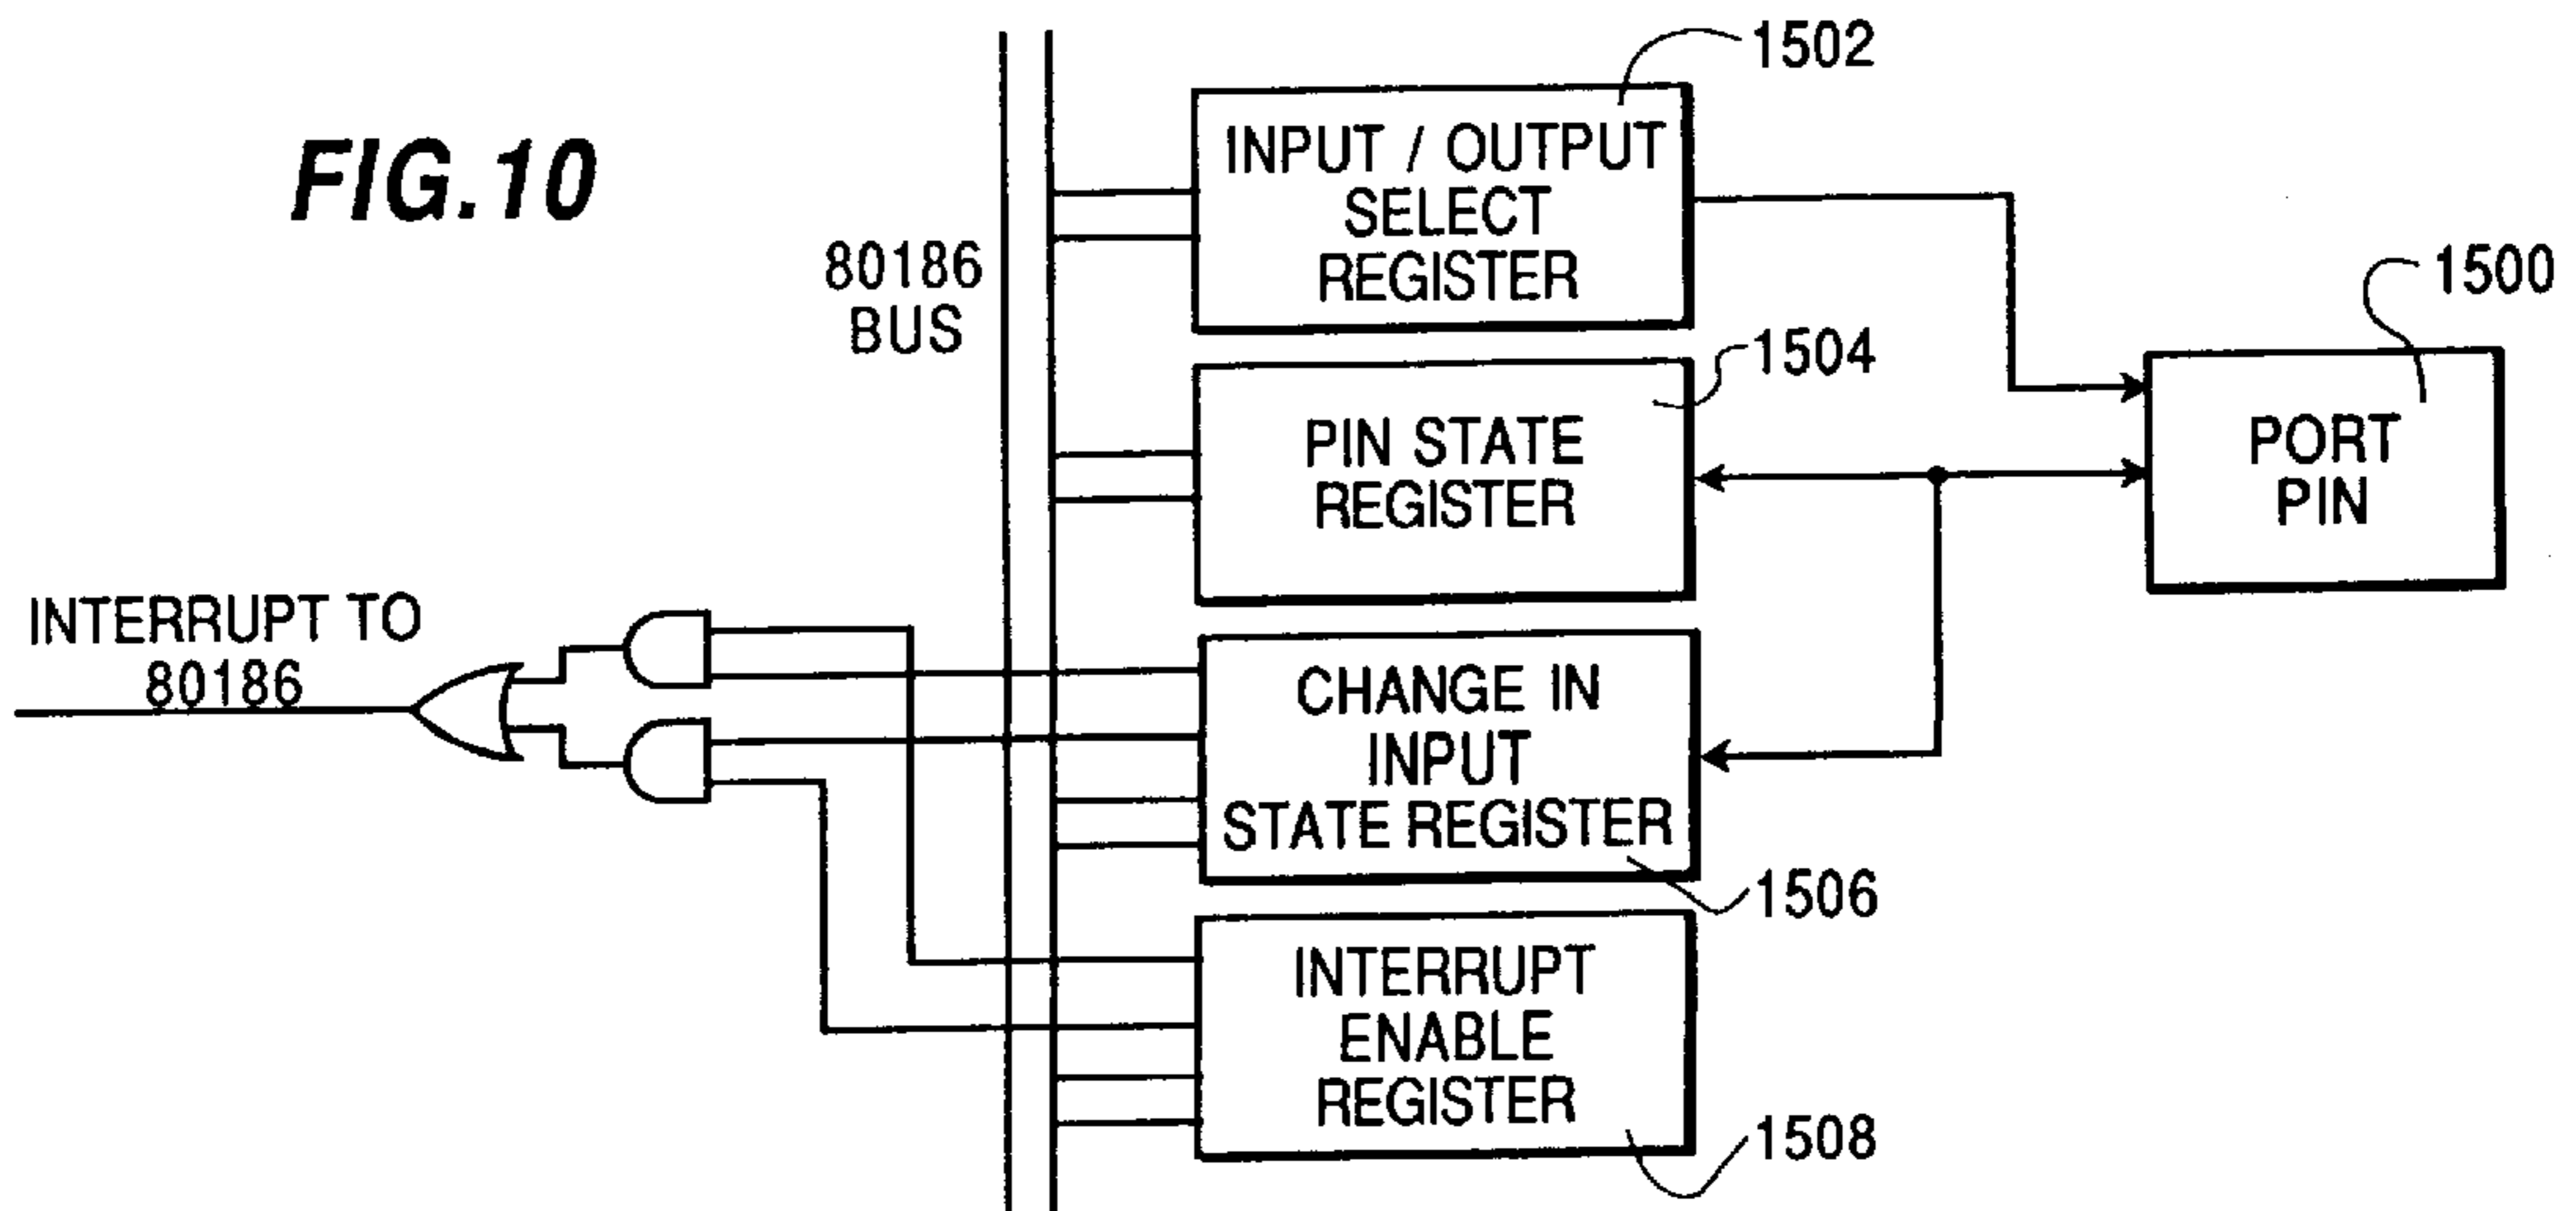 FIG.10
80186
BUS
INPUT / OUTPUT
SELECT
REGISTER
1502
PIN STATE
REGISTER
1504
PORT
PIN
1500
INTERRUPT TO
80186
CHANGE IN
INPUT
STATE REGISTER
1506
INTERRUPT
ENABLE
REGISTER
1508